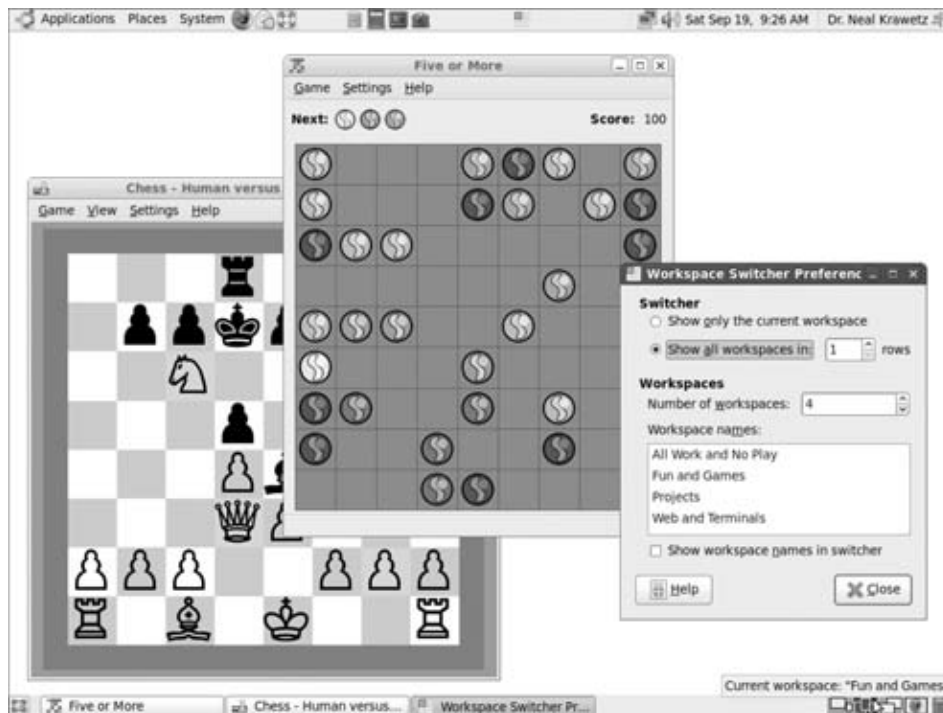 Applications Places System Sat Sep 19, 9:26 AM Dr. Neal Krawetz
Five or More
Game Settings Help
Next: Score: 100
Chess - Human versus
Game View Settings Help
Workspace Switcher Preferenc
Switcher
Show only the current workspace
Show all workspaces in: 1 rows
Workspaces
Number of workspaces: 4
Workspace names:
All Work and No Play
Fun and Games
Projects
Web and Terminals
Show workspace names in switcher
Help Close
Current workspace: "Fun and Games
Five or More Chess - Human versus... Workspace Switcher Pr...